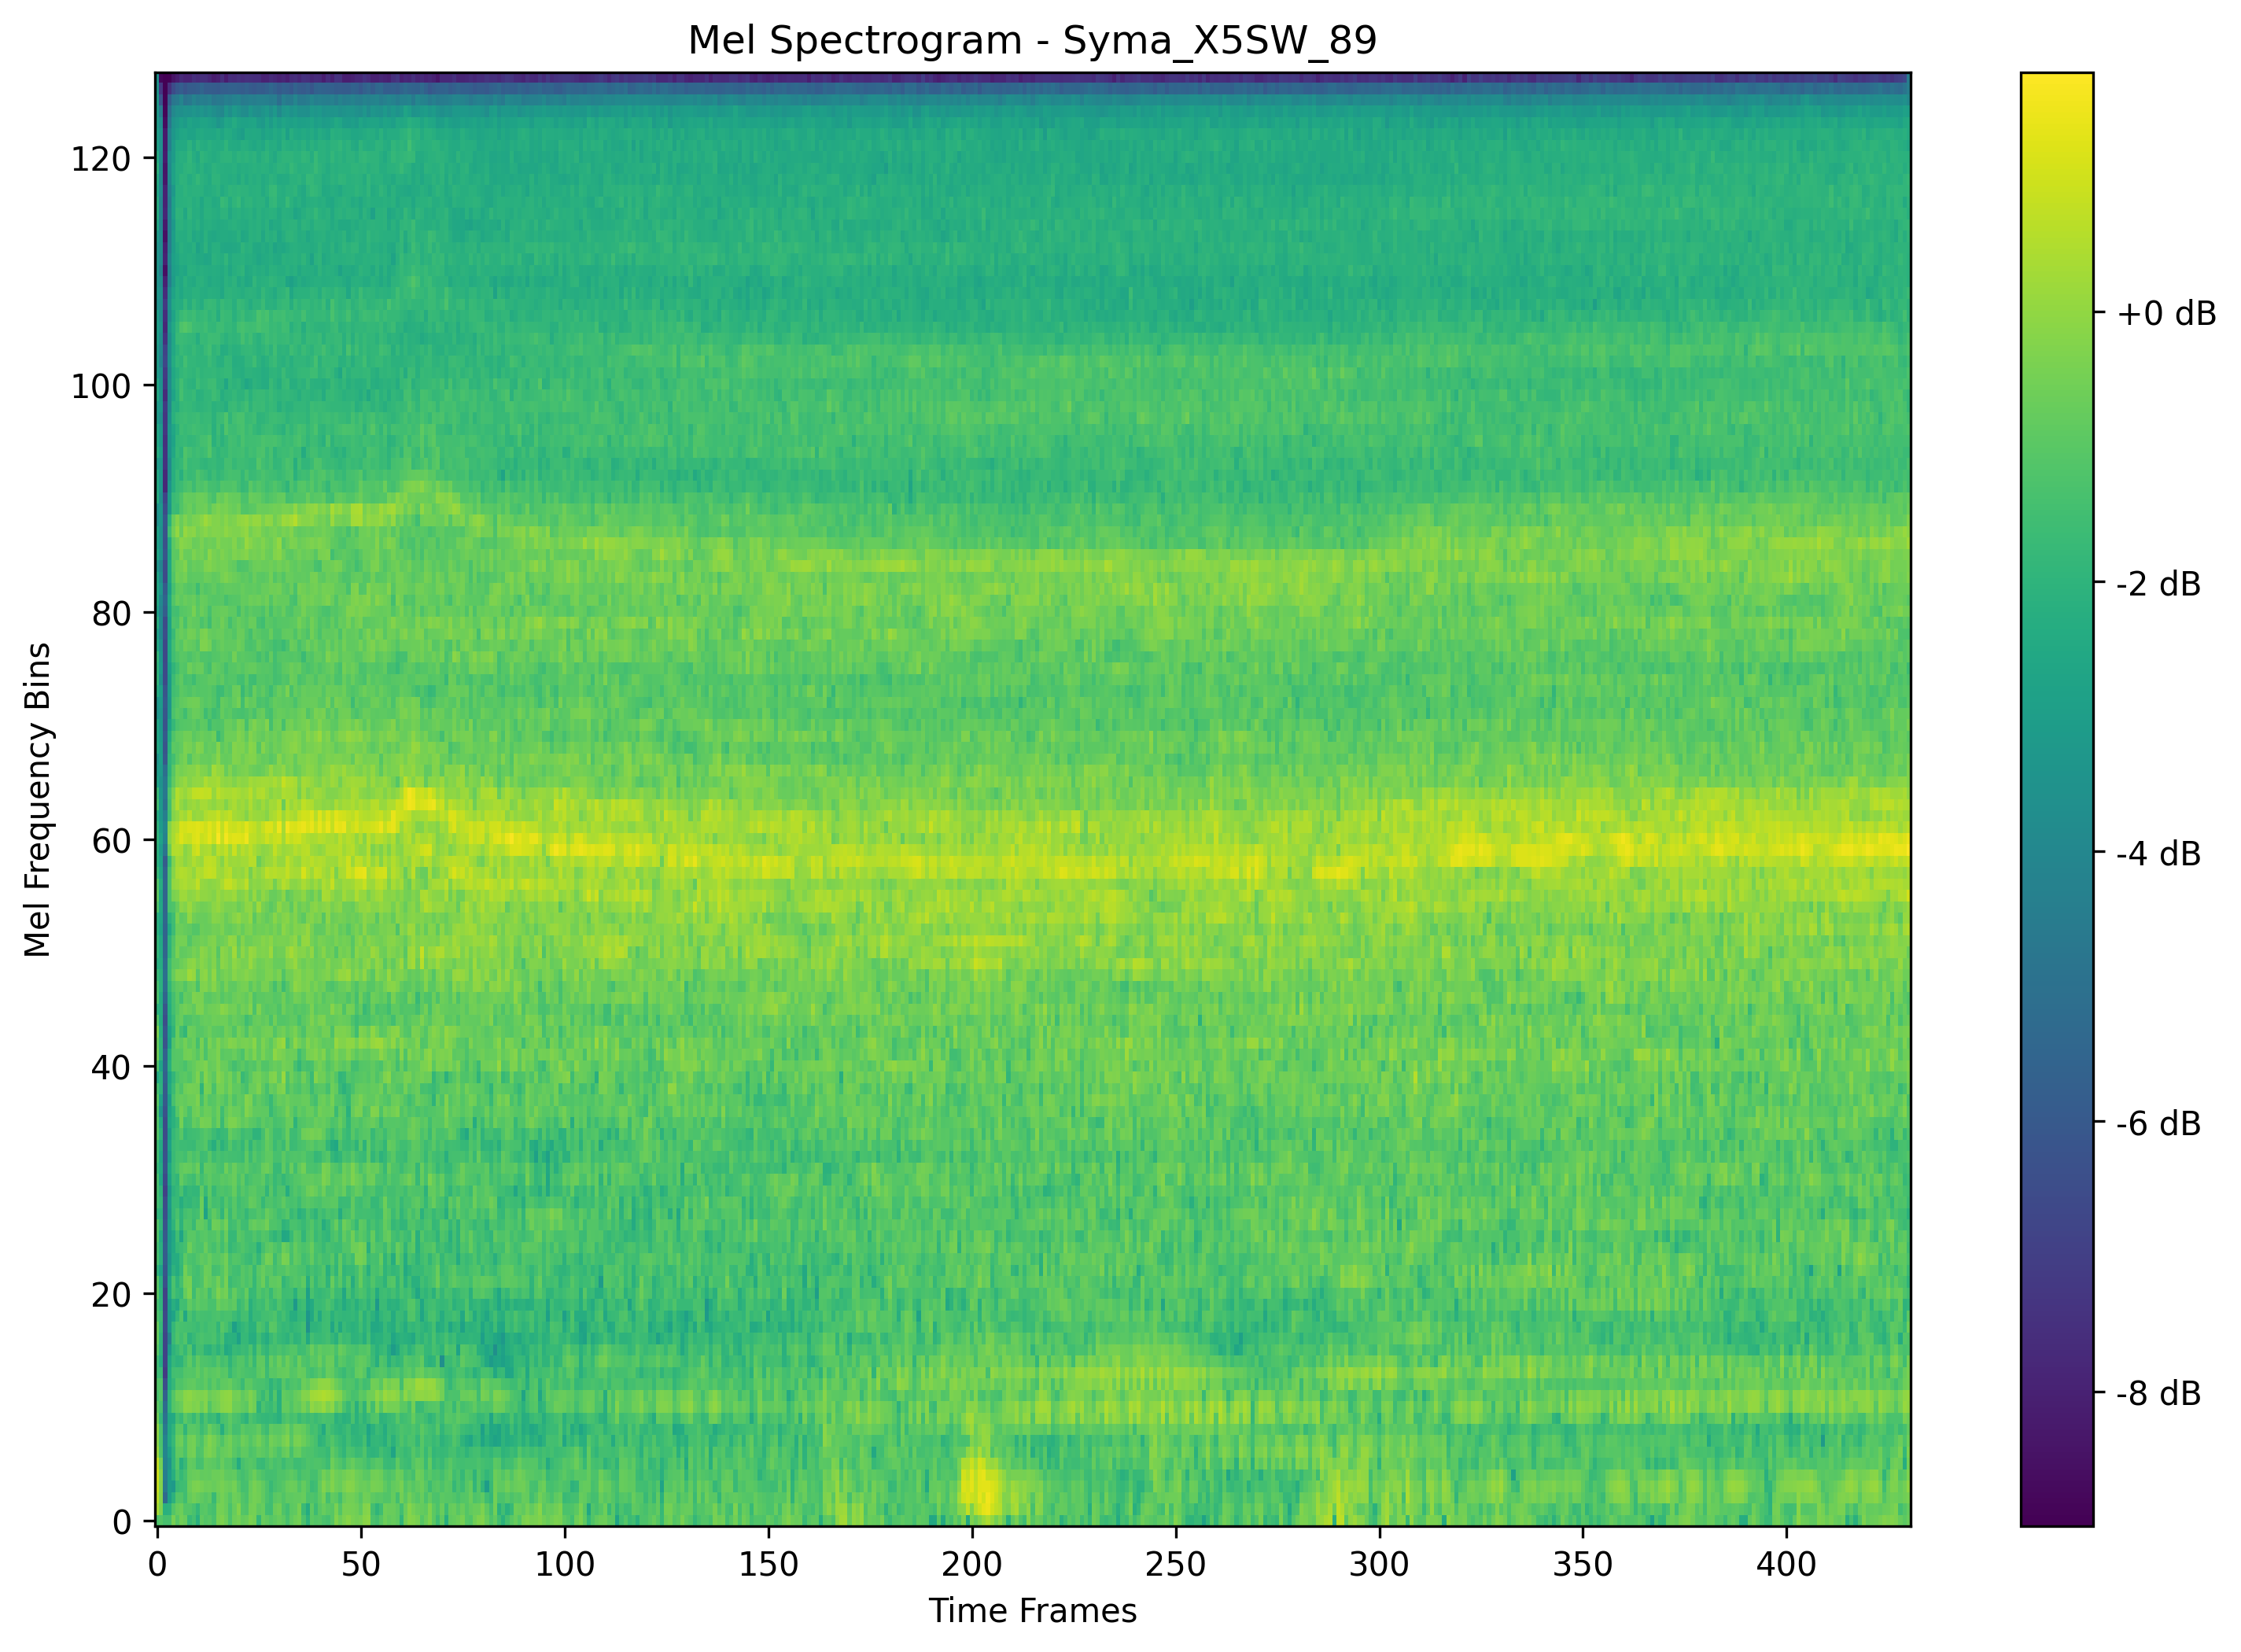 Mel Spectrogram - Syma_X5SW_89
Mel Frequency Bins
120
100
80
60
40
20
0
0 50 100 150 200 250 300 350 400
Time Frames
+0 dB
-2 dB
-4 dB
-6 dB
-8 dB